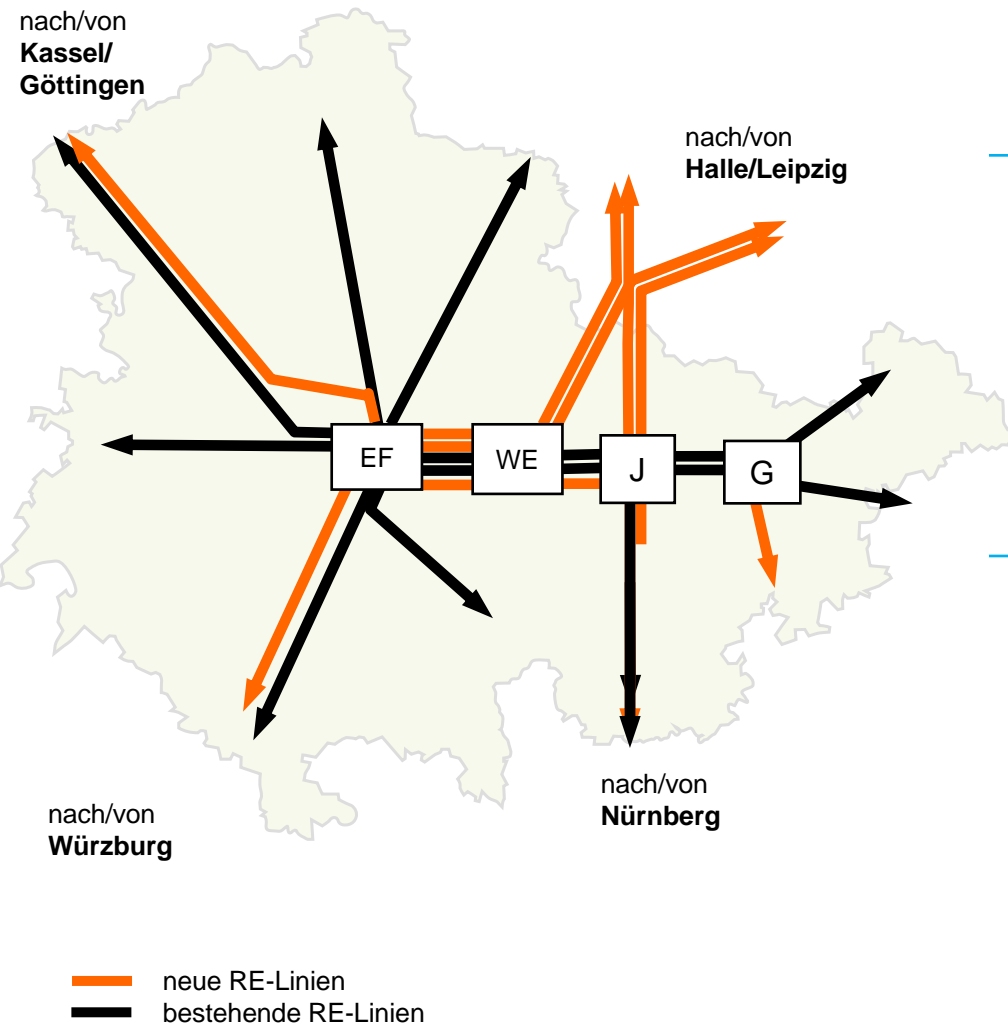 nach/von
Kassel/
Göttingen
nach/von
Halle/Leipzig
EF
WE
J
G
nach/von
Nürnberg
nach/von
Würzburg
neue RE-Linien
bestehende RE-Linien